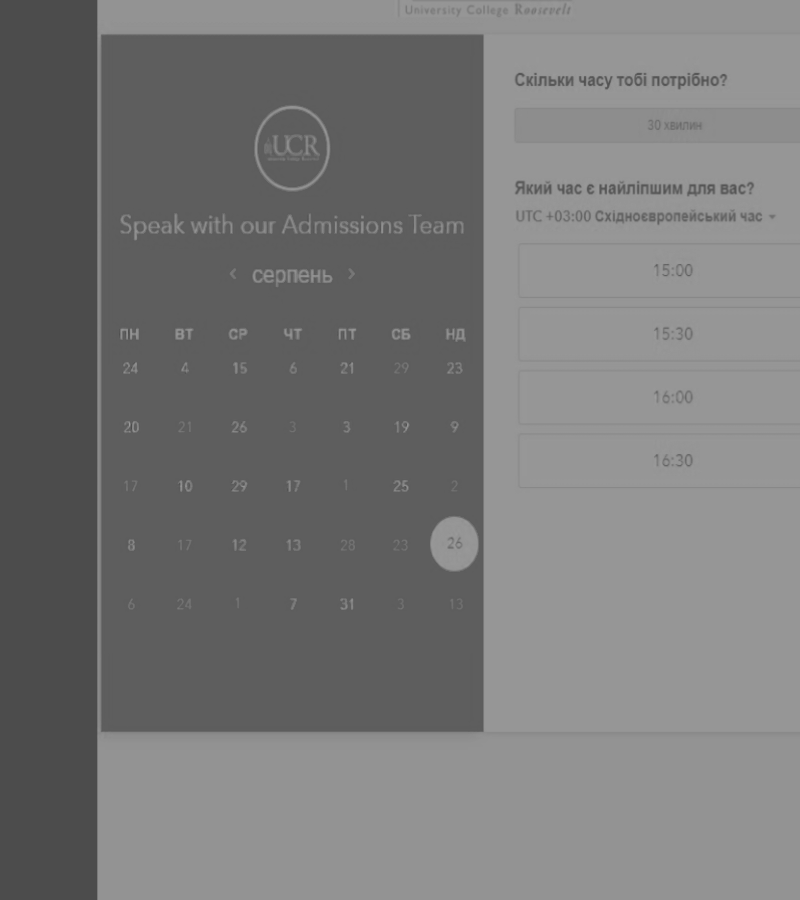 University College Roosevelt
UCR
Speak with our Admissions Team
серпень
ПН ВТ СР ЧТ ПТ СБ НД
24 4 15 6 21 29 23
20 21 26 3 3 19 9
17 10 29 17 1 25 2
8 17 12 13 28 23 26
6 24 1 7 31 3 13
Скільки часу тобі потрібно?
30 хвилин
Який час є найліпшим для вас?
UTC +03:00 Східноєвропейський час
15:00
15:30
16:00
16:30